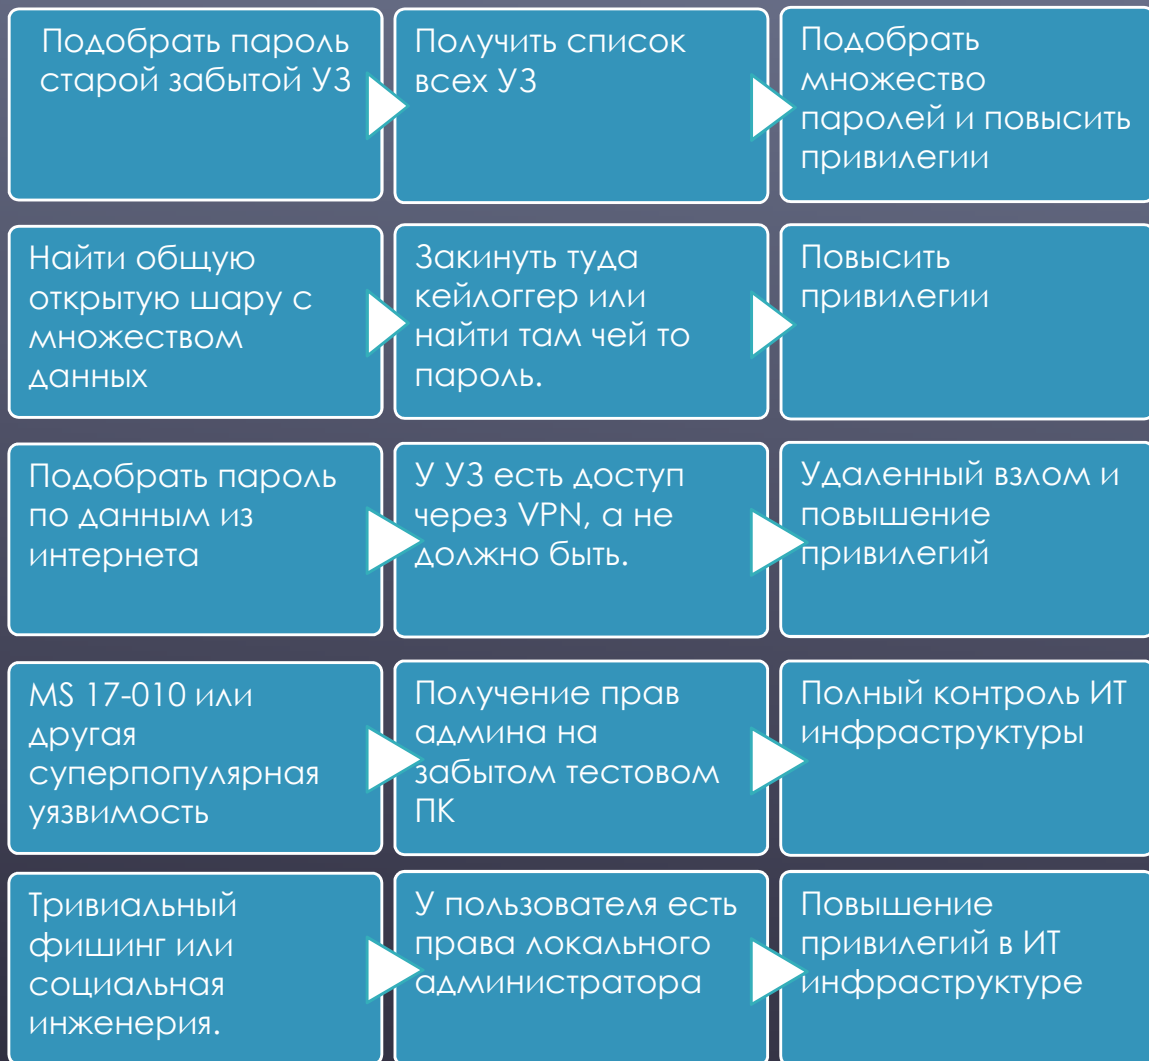 Подобрать пароль
старой забытой УЗ
Получить список
всех УЗ
Подобрать
множество
паролей и повысить
привилегии
Найти общую
открытую шару с
множеством
данных
Закинуть туда
кейлоггер или
найти там чей то
пароль.
Повысить
привилегии
Подобрать пароль
по данным из
интернета
У УЗ есть доступ
через VPN, а не
должно быть.
Удаленный взлом и
повышение
привилегий
MS 17-010 или
другая
суперпопулярная
уязвимость
Получение прав
админа на
забытом тестовом
ПК
Полный контроль ИТ
инфраструктуры
Тривиальный
фишинг или
социальная
инженерия.
У пользователя есть
права локального
администратора
Повышение
привилегий в ИТ
инфраструктуре